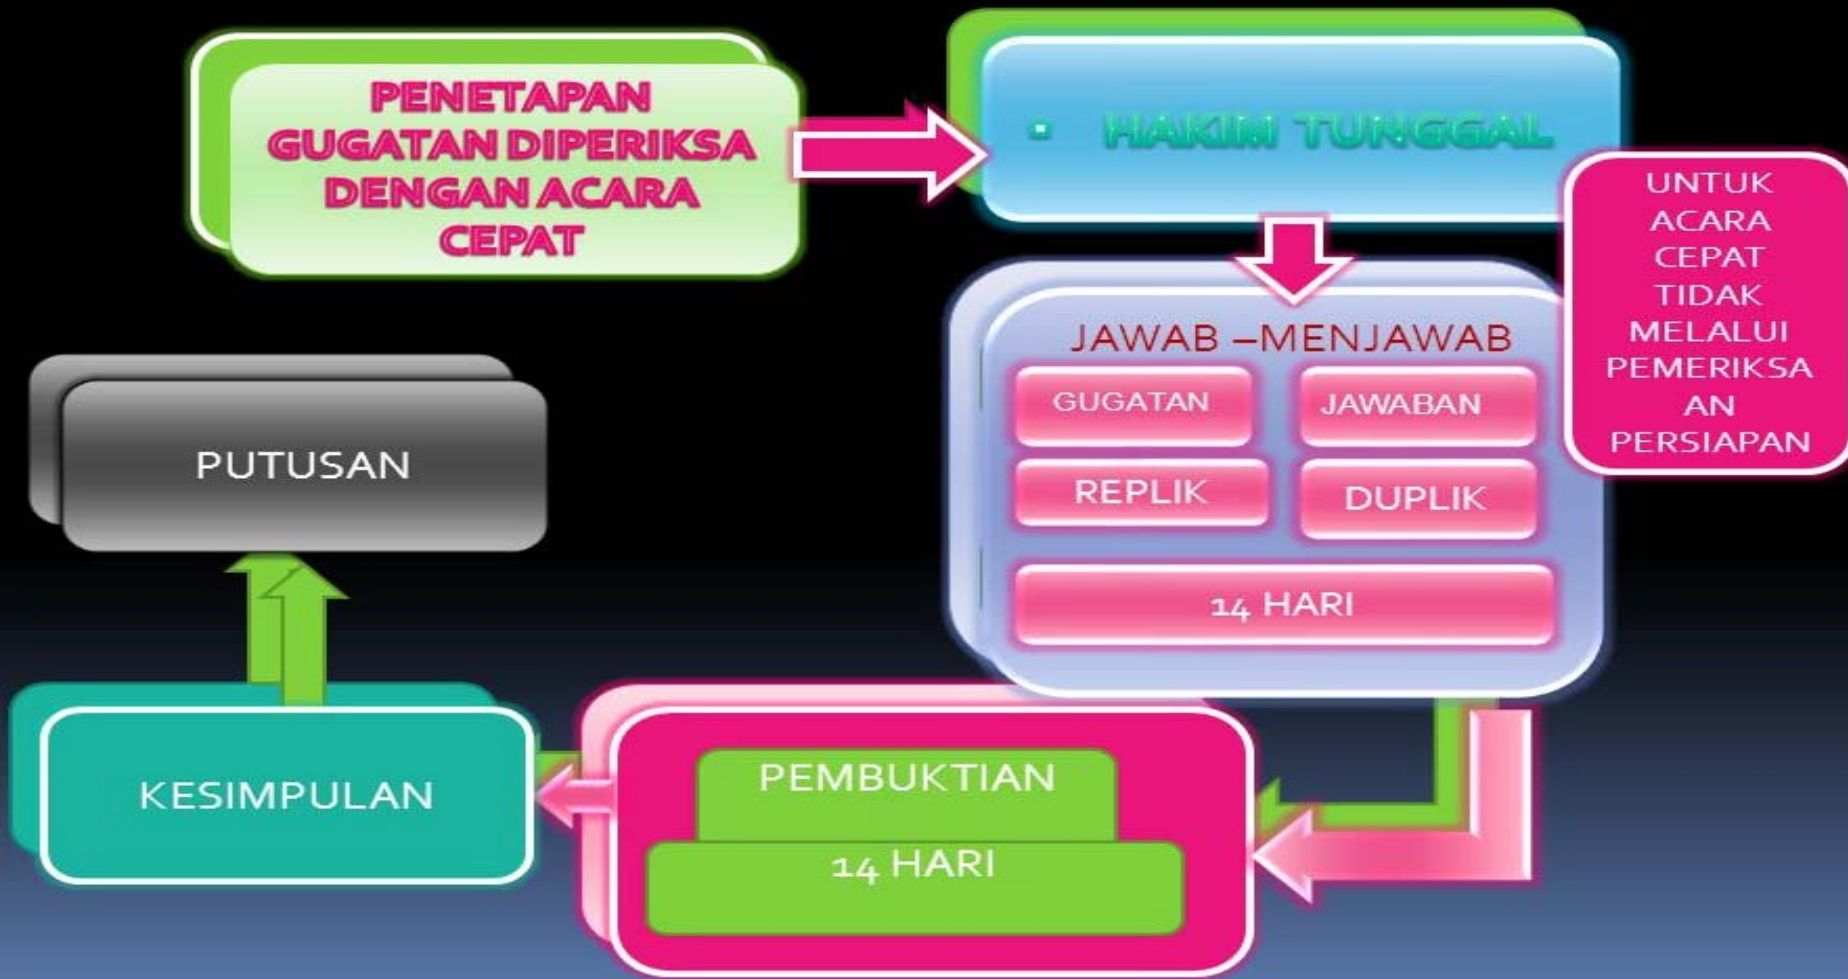 PENETAPAN
GUGATAN DIPERIKSA
DENGAN ACARA
CEPAT
▪ HAKIM TUNGGAL
UNTUK
ACARA
CEPAT
TIDAK
MELALUI
PEMERIKSA
AN
PERSIAPAN
JAWAB –MENJAWAB
GUGATAN
JAWABAN
REPLIK
DUPLIK
14 HARI
PEMBUKTIAN
14 HARI
KESIMPULAN
PUTUSAN